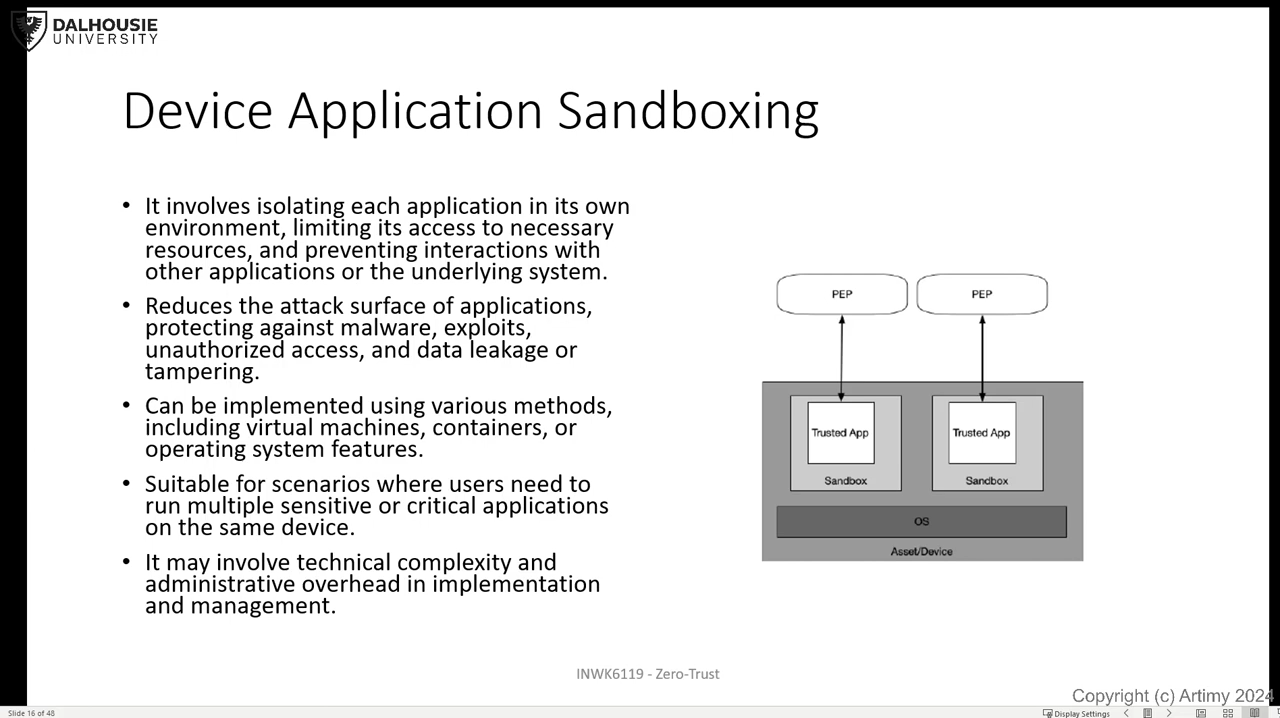 DALHOUSIE
UNIVERSITY
Device Application Sandboxing
• It involves isolating each application in its own
environment, limiting its access to necessary
resources, and preventing interactions with
other applications or the underlying system.
• Reduces the attack surface of applications,
protecting against malware, exploits,
unauthorized access, and data leakage or
tampering.
• Can be implemented using various methods,
including virtual machines, containers, or
operating system features.
• Suitable for scenarios where users need to
run multiple sensitive or critical applications
on the same device.
• It may involve technical complexity and
administrative overhead in implementation
and management.
PEP
PEP
Trusted App
Trusted App
Sandbox
Sandbox
OS
Asset/Device
INWK6119 - Zero-Trust
Copyright (c) Artimy 2024
Slide 16 of 48
Display Settings